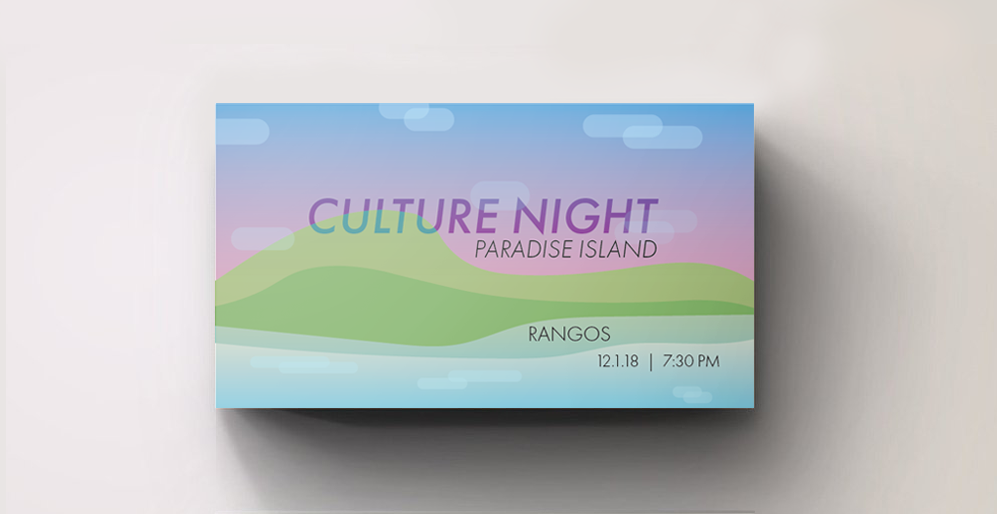 CULTURE NIGHT
PARADISE ISLAND
RANGOS
12.1.18 | 7:30 PM